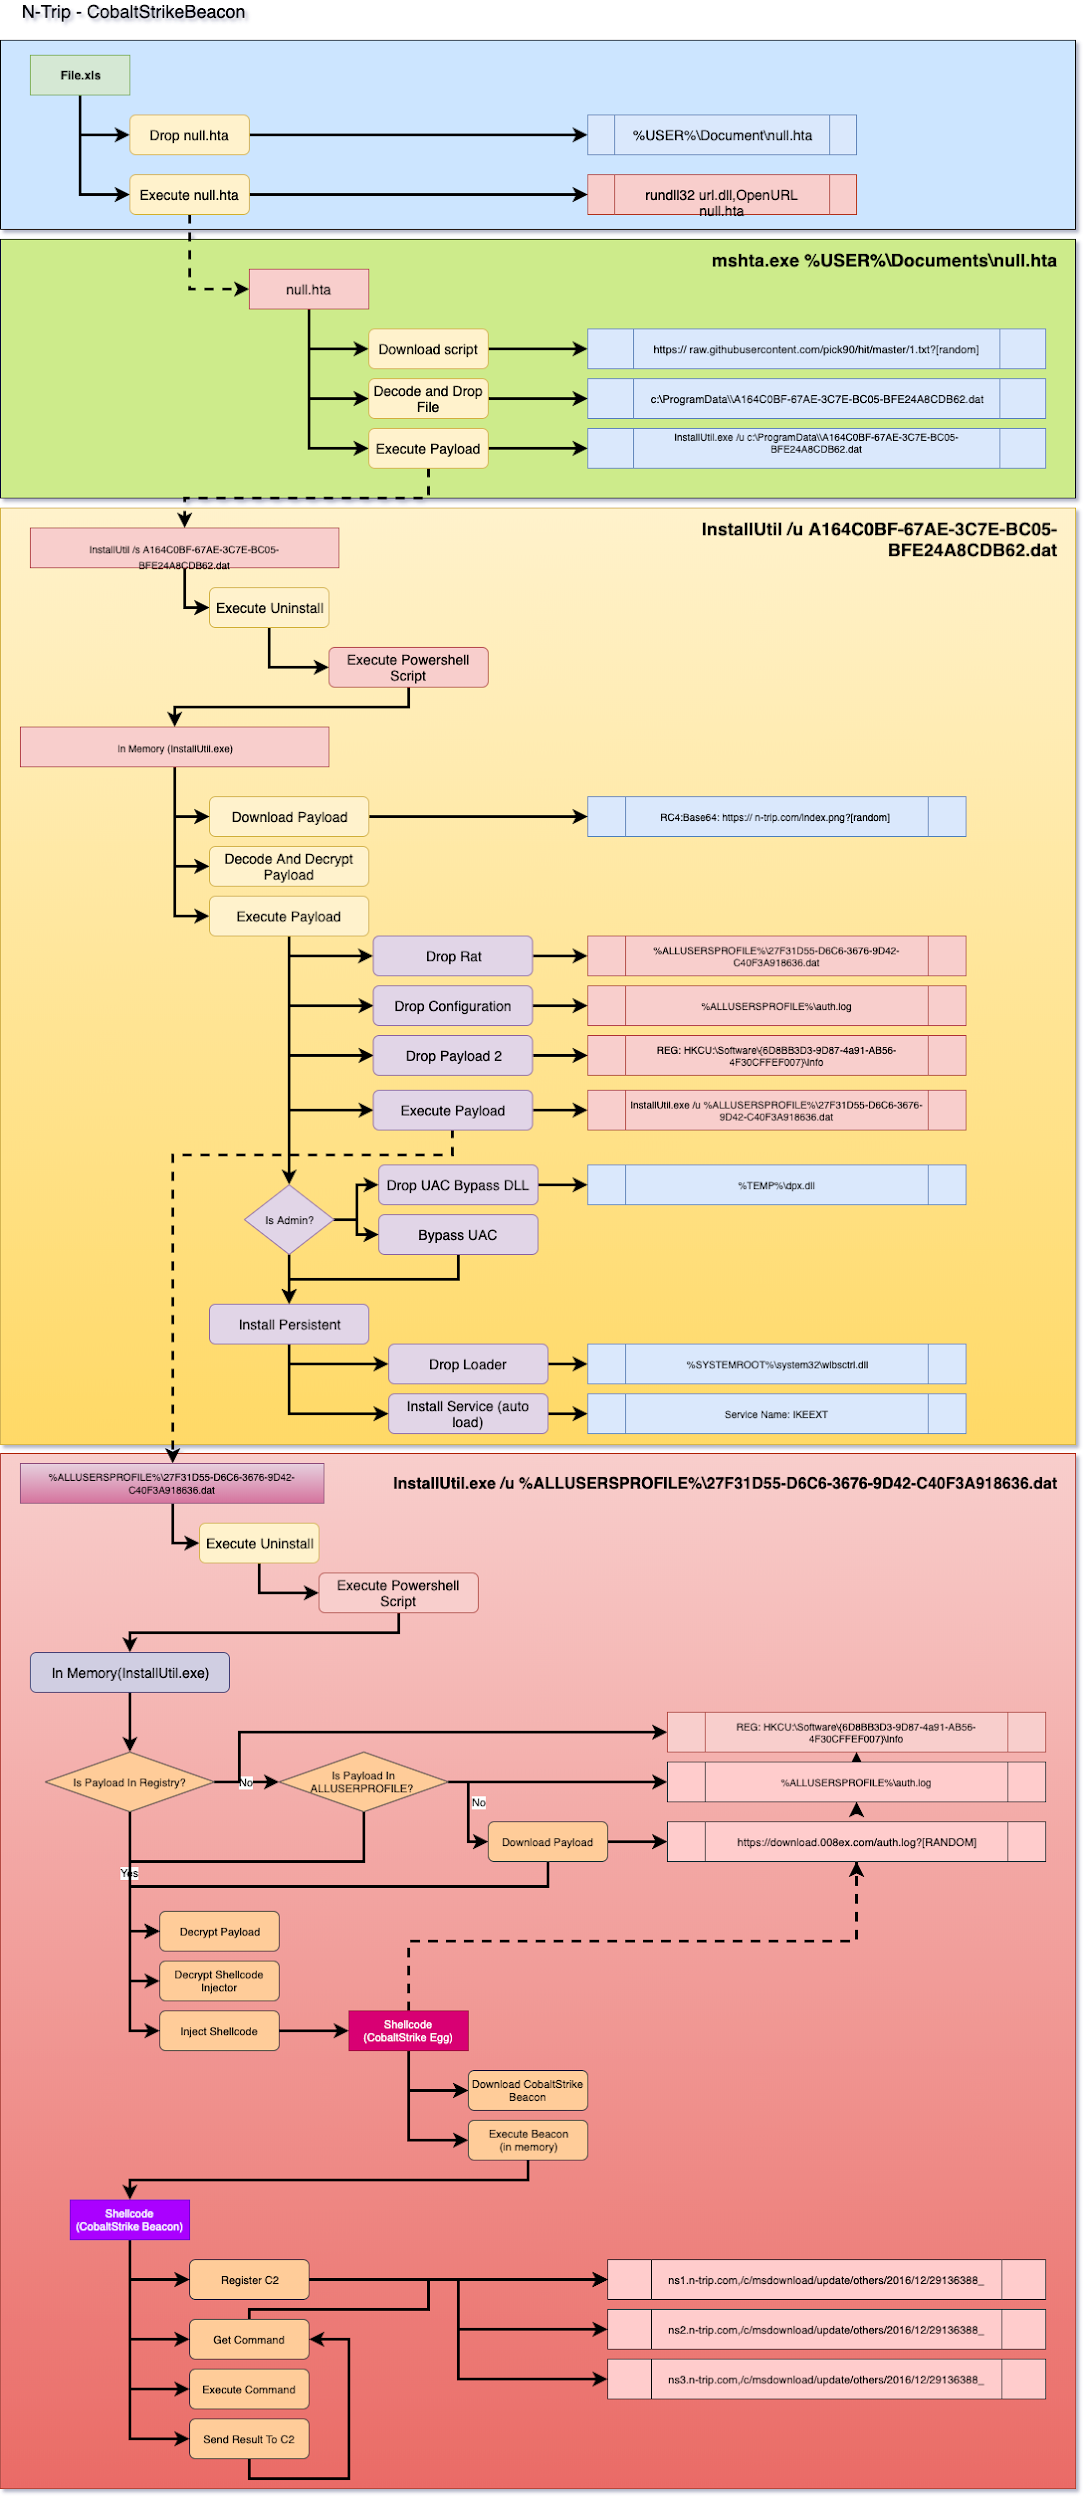 N-Trip - CobaltStrikeBeacon
File.xls
Drop null.hta
%USER%\Document\null.hta
Execute null.hta
rundll32 url.dll,OpenURL
null.hta
mshta.exe %USER%\Documents\null.hta
null.hta
Download script
https:// raw.githubusercontent.com/pick90/hit/master/1.txt?[random]
Decode and Drop
File
c:\ProgramData\\A164C0BF-67AE-3C7E-BC05-BFE24A8CDB62.dat
Execute Payload
InstallUtil.exe /u c:\ProgramData\\A164C0BF-67AE-3C7E-BC05-
BFE24A8CDB62.dat
InstallUtil /u A164C0BF-67AE-3C7E-BC05-
BFE24A8CDB62.dat
InstallUtil /s A164C0BF-67AE-3C7E-BC05-
BFE24A8CDB62.dat
Execute Uninstall
Execute Powershell
Script
In Memory (InstallUtil.exe)
Download Payload
RC4:Base64: https:// n-trip.com/index.png?[random]
Decode And Decrypt
Payload
Execute Payload
Drop Rat
%ALLUSERSPROFILE%\27F31D55-D6C6-3676-9D42-
C40F3A918636.dat
Drop Configuration
%ALLUSERSPROFILE%\auth.log
Drop Payload 2
REG: HKCU:\Software\{6D8BB3D3-9D87-4a91-AB56-
4F30CFFEF007}\Info
Execute Payload
InstallUtil.exe /u %ALLUSERSPROFILE%\27F31D55-D6C6-3676-
9D42-C40F3A918636.dat
Drop UAC Bypass DLL
%TEMP%\dpx.dll
Is Admin?
Bypass UAC
Install Persistent
Drop Loader
%SYSTEMROOT%\system32\wlbsctrl.dll
Install Service (auto
load)
Service Name: IKEEXT
%ALLUSERSPROFILE%\27F31D55-D6C6-3676-9D42-
C40F3A918636.dat
InstallUtil.exe /u %ALLUSERSPROFILE%\27F31D55-D6C6-3676-9D42-C40F3A918636.dat
Execute Uninstall
Execute Powershell
Script
In Memory(InstallUtil.exe)
REG: HKCU:\Software\{6D8BB3D3-9D87-4a91-AB56-
4F30CFFEF007}\Info
Is Payload In Registry?
No
Is Payload In
ALLUSERPROFILE?
%ALLUSERSPROFILE%\auth.log
No
Download Payload
https://download.008ex.com/auth.log?[RANDOM]
Yes
Decrypt Payload
Decrypt Shellcode
Injector
Inject Shellcode
Shellcode
(CobaltStrike Egg)
Download CobaltStrike
Beacon
Execute Beacon
(in memory)
Shellcode
(CobaltStrike Beacon)
Register C2
ns1.n-trip.com,/c/msdownload/update/others/2016/12/29136388_
Get Command
ns2.n-trip.com,/c/msdownload/update/others/2016/12/29136388_
Execute Command
ns3.n-trip.com,/c/msdownload/update/others/2016/12/29136388_
Send Result To C2